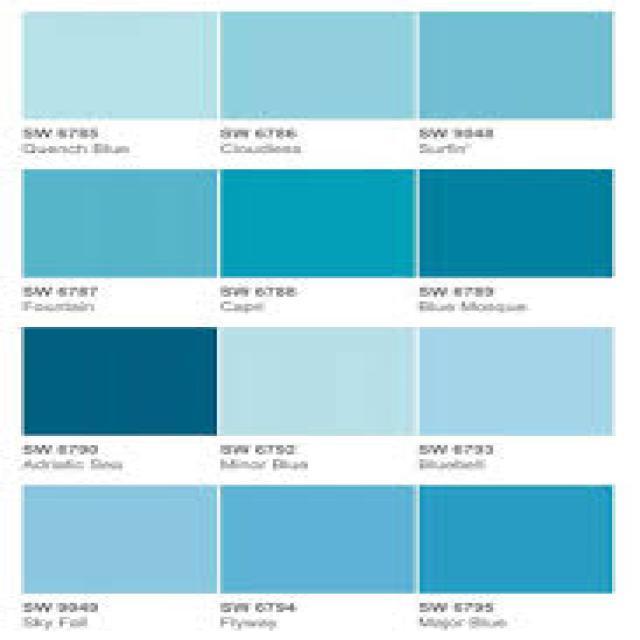 SW 6785
Quench Blue
SW 6786
Cloudless
SW 9048
Surfin'
SW 6787
Fountain
SW 6788
Capri
SW 6789
Blue Mosque
SW 6790
Adriatic Sea
SW 6792
Minor Blue
SW 6793
Bluebell
SW 9049
Sky Fall
SW 6794
Flyway
SW 6795
Major Blue